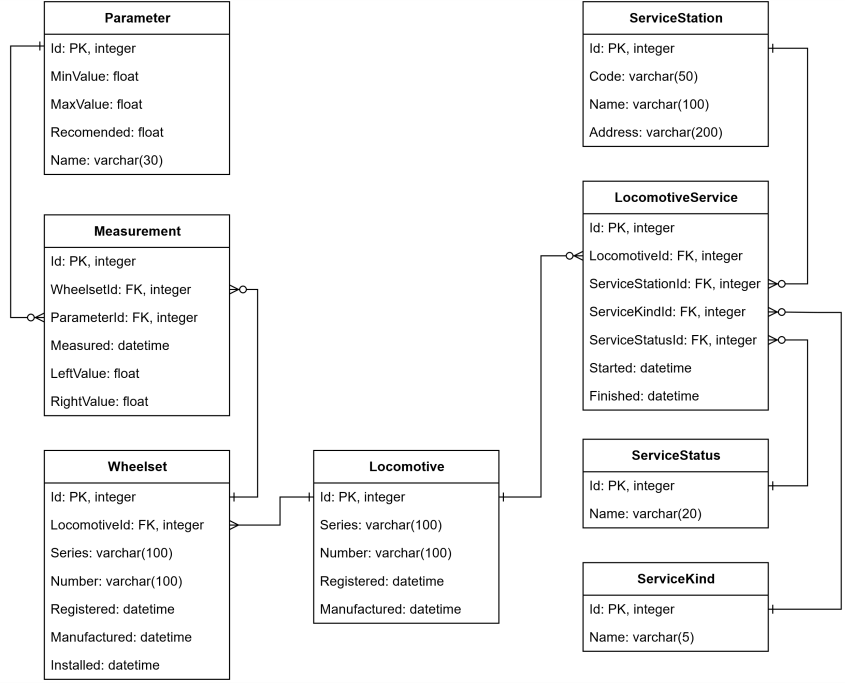 Parameter
Id: PK, integer
MinValue: float
MaxValue: float
Recomended: float
Name: varchar(30)
Measurement
Id: PK, integer
WheelsetId: FK, integer
ParameterId: FK, integer
Measured: datetime
LeftValue: float
RightValue: float
Wheelset
Id: PK, integer
LocomotiveId: FK, integer
Series: varchar(100)
Number: varchar(100)
Registered: datetime
Manufactured: datetime
Installed: datetime
Locomotive
Id: PK, integer
Series: varchar(100)
Number: varchar(100)
Registered: datetime
Manufactured: datetime
ServiceStation
Id: PK, integer
Code: varchar(50)
Name: varchar(100)
Address: varchar(200)
LocomotiveService
Id: PK, integer
LocomotiveId: FK, integer
ServiceStationId: FK, integer
ServiceKindId: FK, integer
ServiceStatusId: FK, integer
Started: datetime
Finished: datetime
ServiceStatus
Id: PK, integer
Name: varchar(20)
ServiceKind
Id: PK, integer
Name: varchar(5)